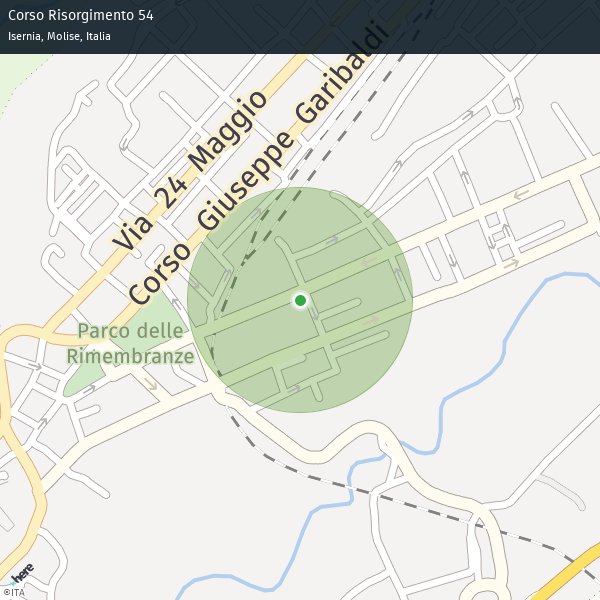 Corso Risorgimento 54
Isernia, Molise, Italia
Via 24 Maggio
Corso Giuseppe Garibaldi
Parco delle
Rimembranze
here
©ITA